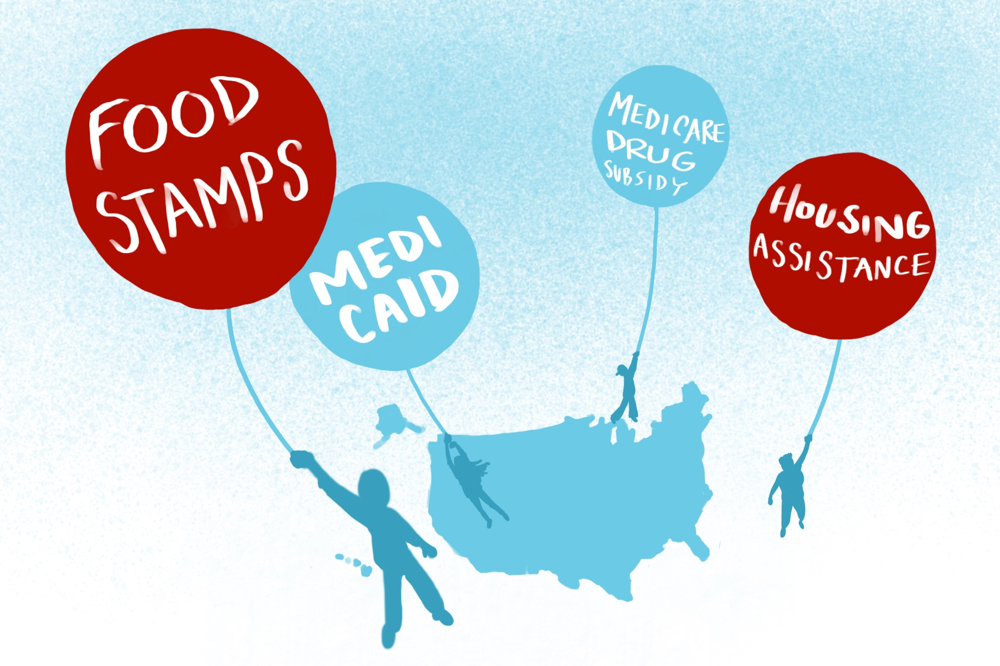 FOOD
STAMPS
MEDI
CAID
MEDICARE
DRUG
SUBSIDY
HOUSING
ASSISTANCE